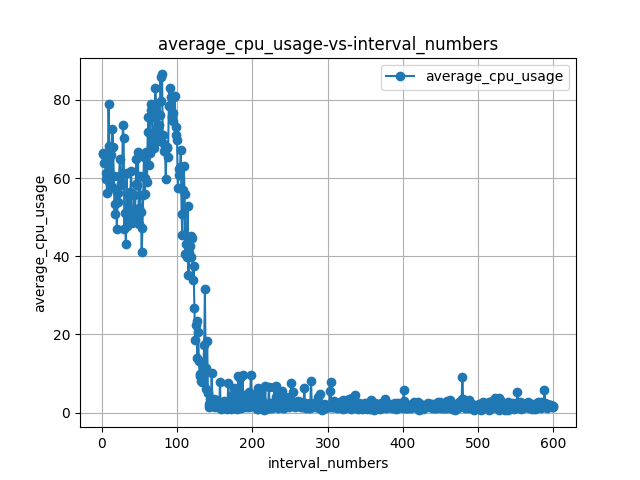 average_cpu_usage-vs-interval_numbers
average_cpu_usage
80
60
40
20
0
average_cpu_usage
0 100 200 300 400 500 600
interval_numbers